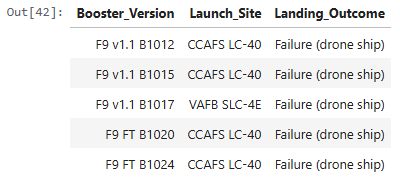 Out[42]:
Booster_Version Launch_Site Landing_Outcome
F9 v1.1 B1012 CCAFS LC-40 Failure (drone ship)
F9 v1.1 B1015 CCAFS LC-40 Failure (drone ship)
F9 v1.1 B1017 VAFB SLC-4E Failure (drone ship)
F9 FT B1020 CCAFS LC-40 Failure (drone ship)
F9 FT B1024 CCAFS LC-40 Failure (drone ship)